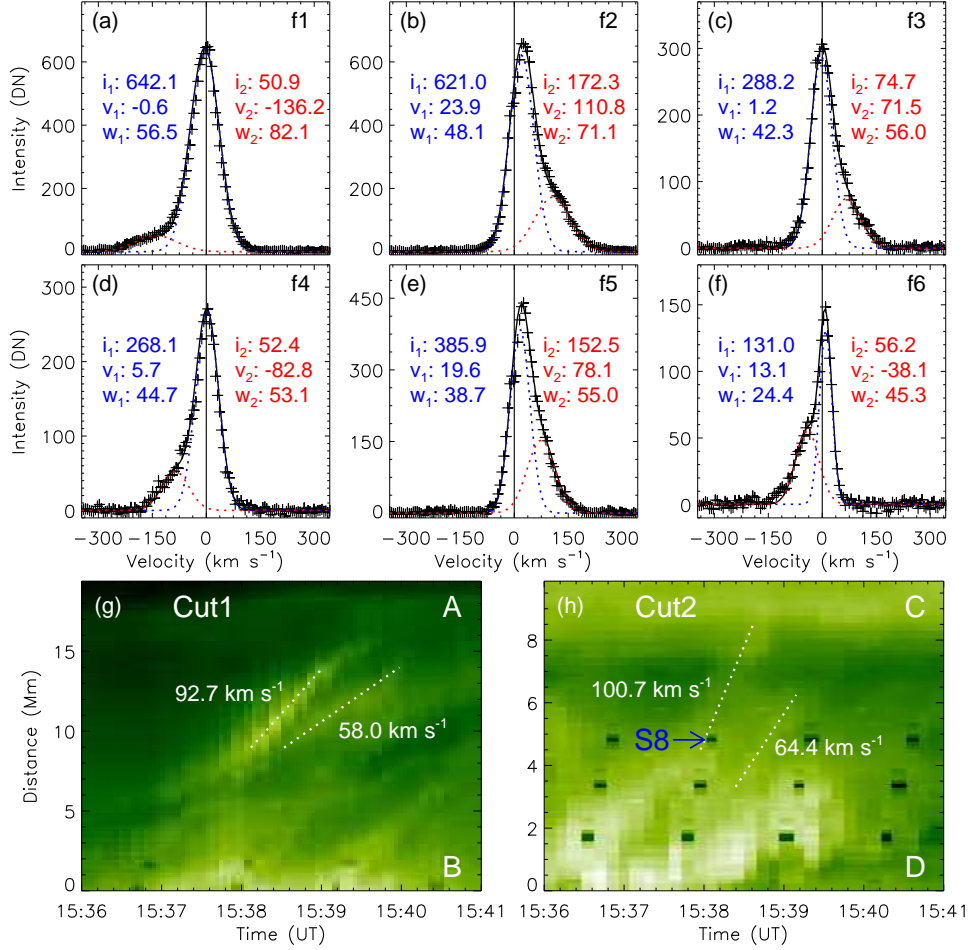 (a) f1
i₁: 642.1 i₂: 50.9
v₁: -0.6 v₂: -136.2
w₁: 56.5 w₂: 82.1
600
400
200
0
Intensity (DN)
(b) f2
i₁: 621.0 i₂: 172.3
v₁: 23.9 v₂: 110.8
w₁: 48.1 w₂: 71.1
600
400
200
0
(c) f3
i₁: 288.2 i₂: 74.7
v₁: 1.2 v₂: 71.5
w₁: 42.3 w₂: 56.0
300
200
100
0
(d) f4
i₁: 268.1 i₂: 52.4
v₁: 5.7 v₂: -82.8
w₁: 44.7 w₂: 53.1
300
200
100
0
Intensity (DN)
-300 -150 0 150 300
Velocity (km s⁻¹)
(e) f5
i₁: 385.9 i₂: 152.5
v₁: 19.6 v₂: 78.1
w₁: 38.7 w₂: 55.0
450
300
150
0
-300 -150 0 150 300
Velocity (km s⁻¹)
(f) f6
i₁: 131.0 i₂: 56.2
v₁: 13.1 v₂: -38.1
w₁: 24.4 w₂: 45.3
150
100
50
0
-300 -150 0 150 300
Velocity (km s⁻¹)
(g) Cut1 A
92.7 km s⁻¹
58.0 km s⁻¹
B
15
10
5
0
Distance (Mm)
15:36 15:37 15:38 15:39 15:40 15:41
Time (UT)
(h) Cut2 C
100.7 km s⁻¹
S8
64.4 km s⁻¹
D
8
6
4
2
0
15:36 15:37 15:38 15:39 15:40 15:41
Time (UT)